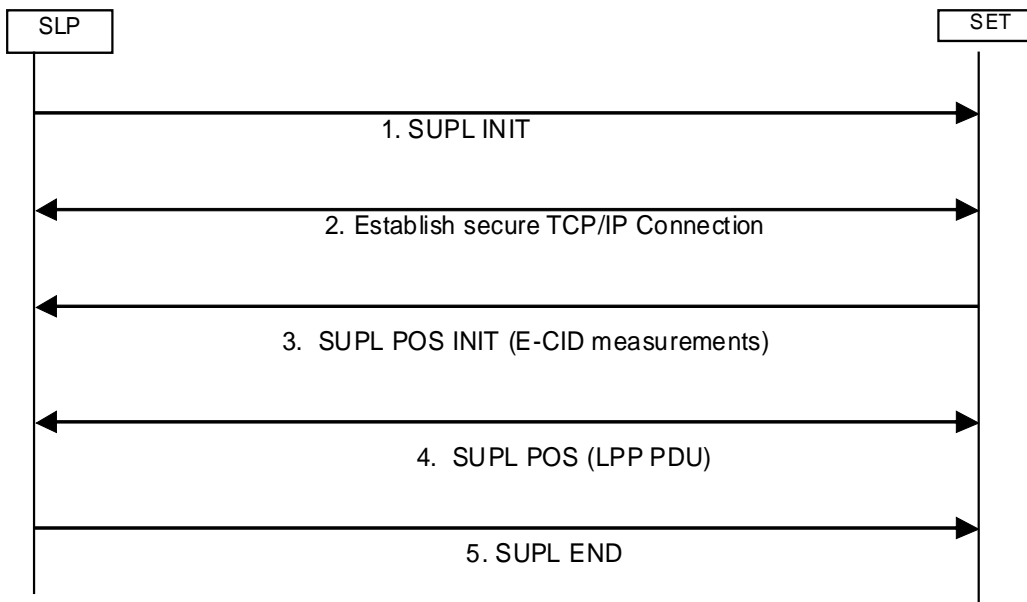 SLP
SET
1. SUPL INIT
2. Establish secure TCP/IP Connection
3. SUPL POS INIT (E-CID measurements)
4. SUPL POS (LPP PDU)
5. SUPL END